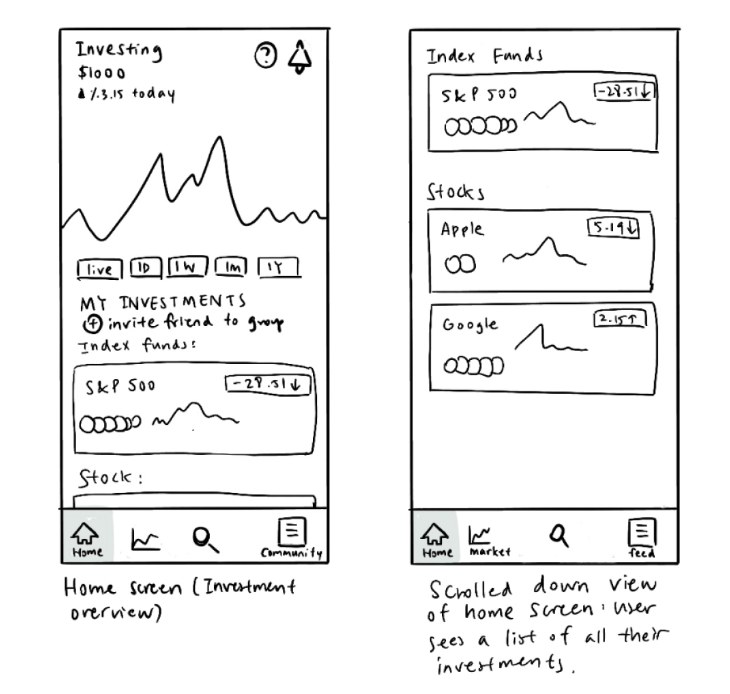 Investing
$1000
▲ %3.15 today
live 1D 1W 1m 1Y
MY INVESTMENTS
+ invite friend to group
Index funds:
S&P 500 -28.51↓
Stock:
Home Community
Home screen (Investment
overview)
Index Funds
S&P 500 -28.51↓
Stocks
Apple 5.19↓
Google 2.15↑
Home market feed
Scrolled down view
of home screen: user
sees a list of all their
investments.